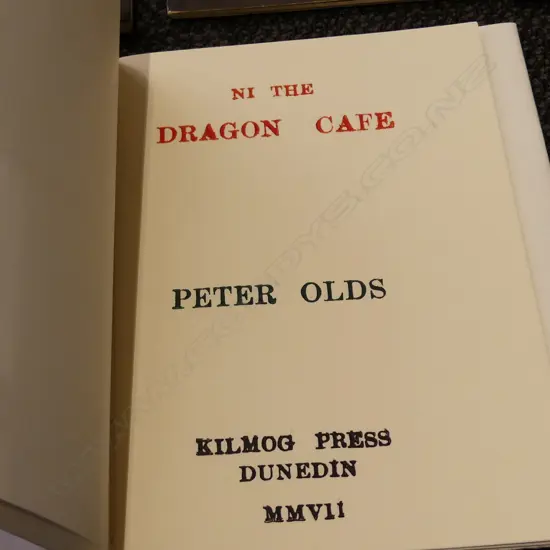 NI THE
DRAGON CAFE
PETER OLDS
KILMOG PRESS
DUNEDIN
MMVII